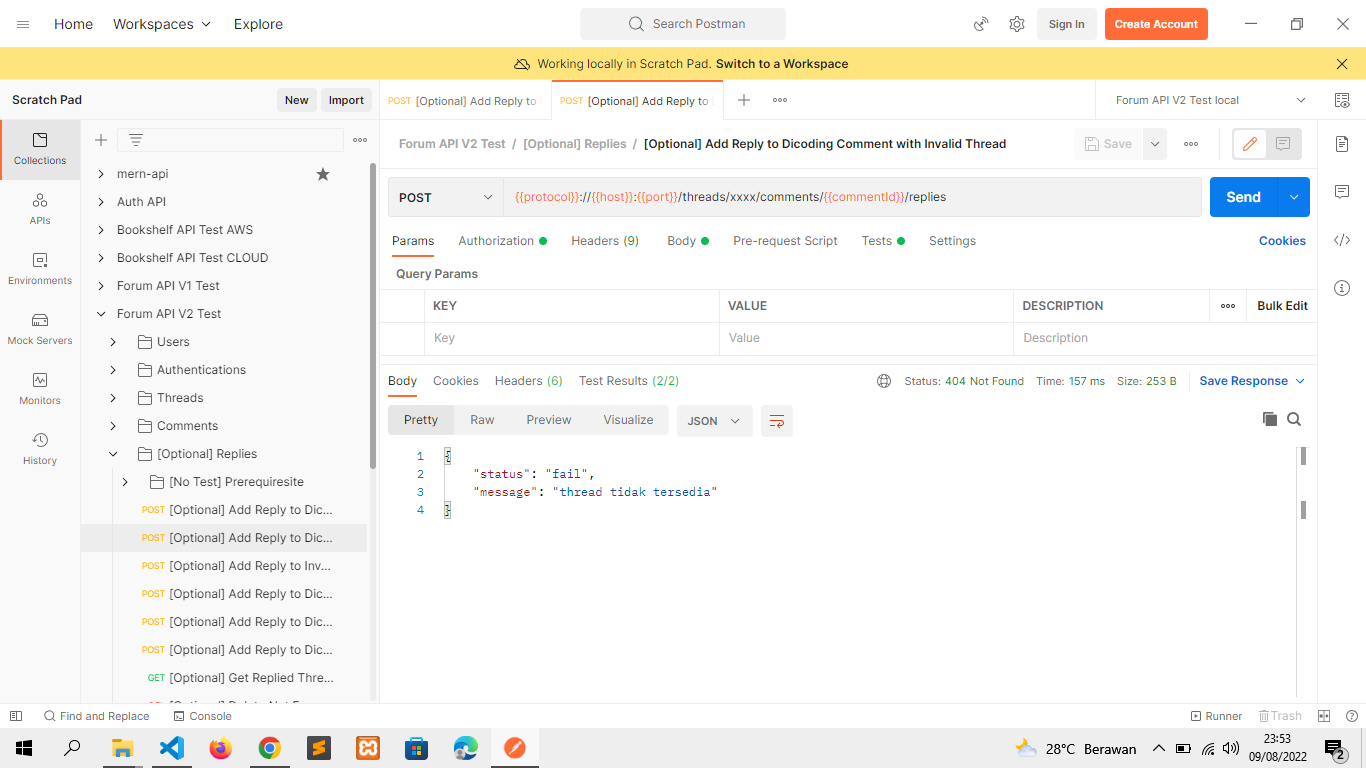 Home Workspaces Explore Search Postman Sign In Create Account
Working locally in Scratch Pad. Switch to a Workspace
Scratch Pad New Import
POST [Optional] Add Reply to POST [Optional] Add Reply to Forum API V2 Test local
Forum API V2 Test / [Optional] Replies / [Optional] Add Reply to Dicoding Comment with Invalid Thread Save
Collections
APIs
Environments
Mock Servers
Monitors
History
mern-api
Auth API
Bookshelf API Test AWS
Bookshelf API Test CLOUD
Forum API V1 Test
Forum API V2 Test
Users
Authentications
Threads
Comments
[Optional] Replies
[No Test] Prerequiresite
POST [Optional] Add Reply to Dic...
POST [Optional] Add Reply to Dic...
POST [Optional] Add Reply to Inv...
POST [Optional] Add Reply to Dic...
POST [Optional] Add Reply to Dic...
POST [Optional] Add Reply to Dic...
GET [Optional] Get Replied Thre...
POST {{protocol}}://{{host}}:{{port}}/threads/xxxx/comments/{{commentId}}/replies Send
Params Authorization Headers (9) Body Pre-request Script Tests Settings Cookies
Query Params
KEY VALUE DESCRIPTION Bulk Edit
Key Value Description
Body Cookies Headers (6) Test Results (2/2) Status: 404 Not Found Time: 157 ms Size: 253 B Save Response
Pretty Raw Preview Visualize JSON
1 {
2 "status": "fail",
3 "message": "thread tidak tersedia"
4 }
Find and Replace Console Runner Trash
28°C Berawan 23:53
09/08/2022 2